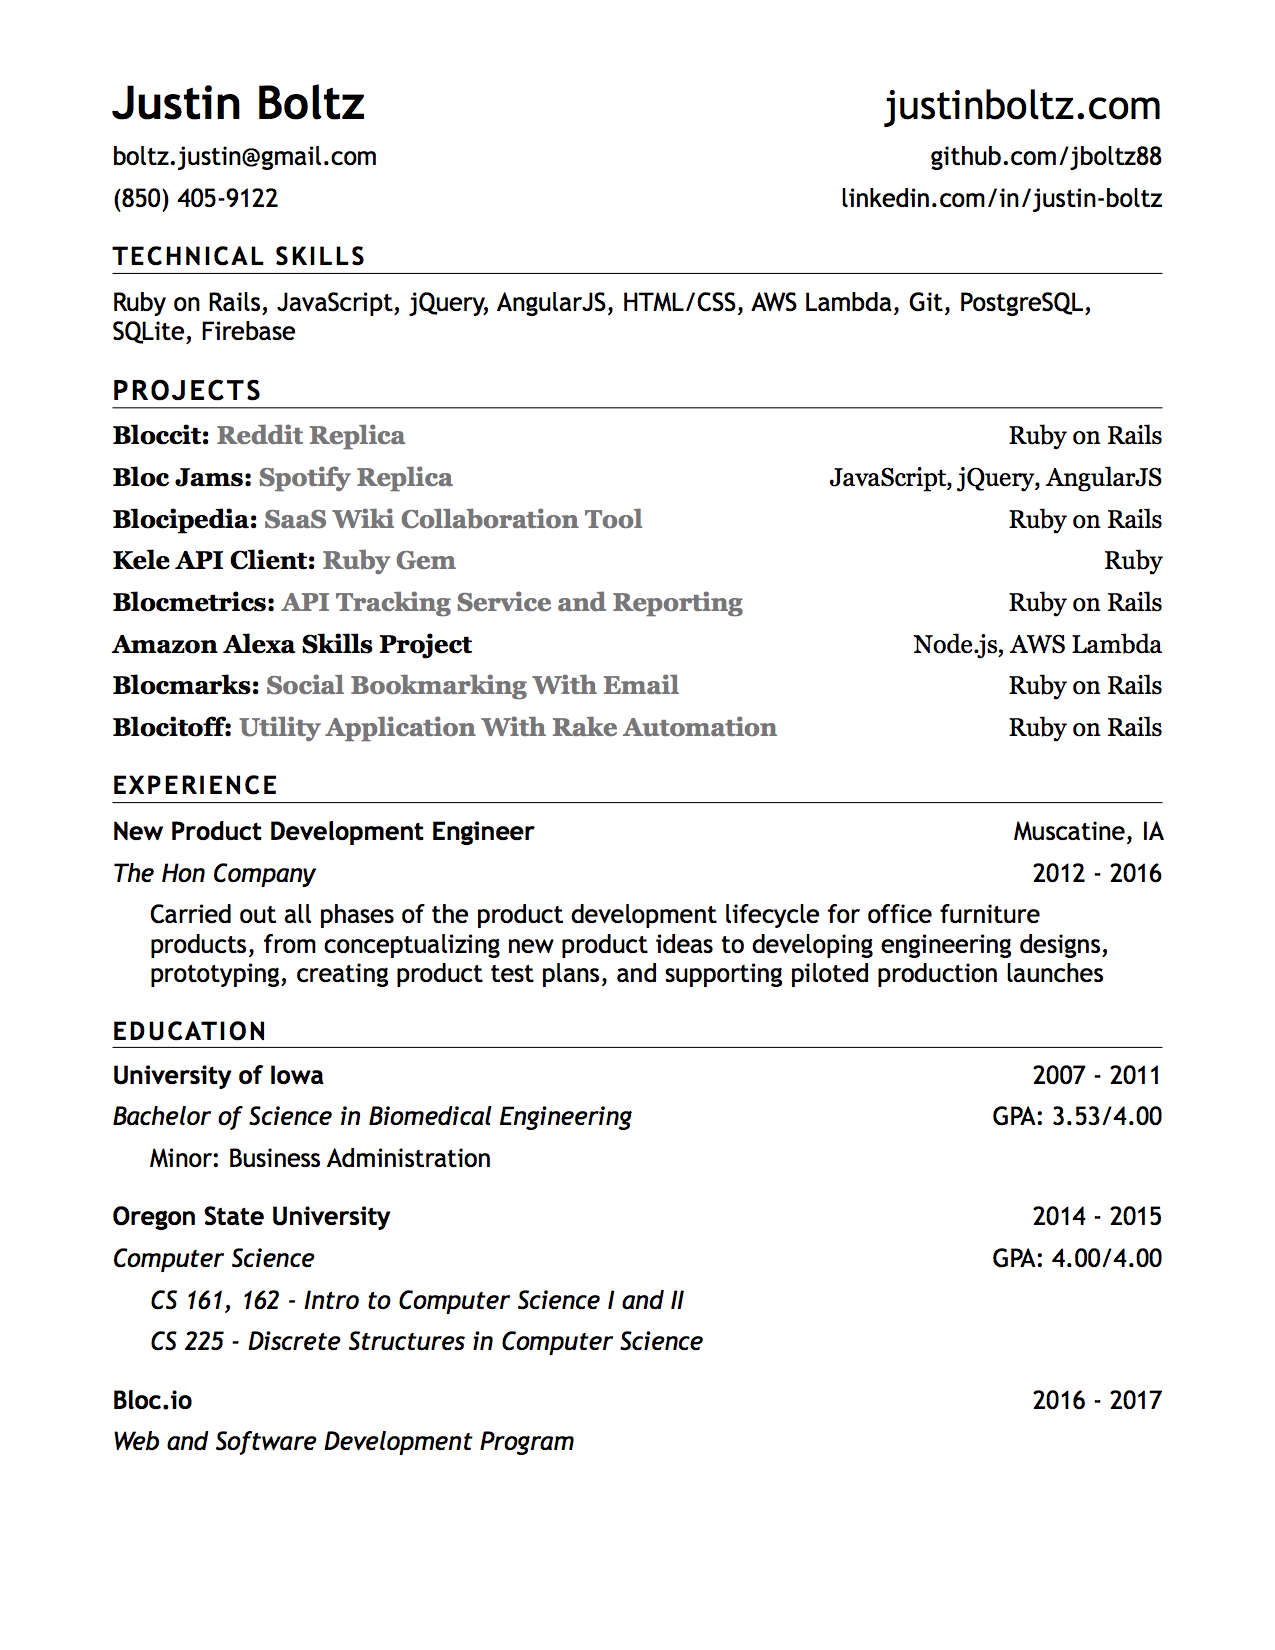 Justin Boltz justinboltz.com
boltz.justin@gmail.com github.com/jboltz88
(850) 405-9122 linkedin.com/in/justin-boltz
TECHNICAL SKILLS
Ruby on Rails, JavaScript, jQuery, AngularJS, HTML/CSS, AWS Lambda, Git, PostgreSQL,
SQLite, Firebase
PROJECTS
Bloccit: Reddit Replica Ruby on Rails
Bloc Jams: Spotify Replica JavaScript, jQuery, AngularJS
Blocipedia: SaaS Wiki Collaboration Tool Ruby on Rails
Kele API Client: Ruby Gem Ruby
Blocmetrics: API Tracking Service and Reporting Ruby on Rails
Amazon Alexa Skills Project Node.js, AWS Lambda
Blocmarks: Social Bookmarking With Email Ruby on Rails
Blocitoff: Utility Application With Rake Automation Ruby on Rails
EXPERIENCE
New Product Development Engineer Muscatine, IA
The Hon Company 2012 - 2016
Carried out all phases of the product development lifecycle for office furniture
products, from conceptualizing new product ideas to developing engineering designs,
prototyping, creating product test plans, and supporting piloted production launches
EDUCATION
University of Iowa 2007 - 2011
Bachelor of Science in Biomedical Engineering GPA: 3.53/4.00
Minor: Business Administration
Oregon State University 2014 - 2015
Computer Science GPA: 4.00/4.00
CS 161, 162 - Intro to Computer Science I and II
CS 225 - Discrete Structures in Computer Science
Bloc.io 2016 - 2017
Web and Software Development Program